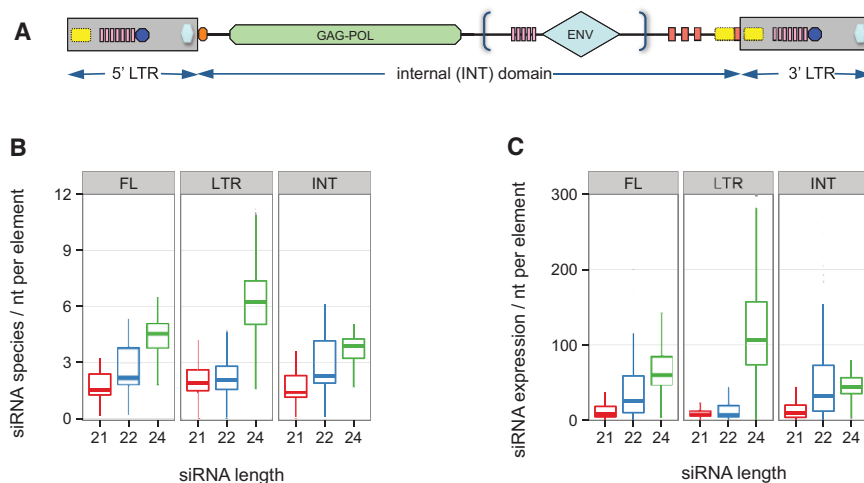 A
GAG-POL
ENV
5' LTR
internal (INT) domain
3' LTR
B
FL LTR INT
siRNA species / nt per element
12
9
6
3
0
21 22 24 21 22 24 21 22 24
siRNA length
C
FL LTR INT
siRNA expression / nt per element
300
200
100
0
21 22 24 21 22 24 21 22 24
siRNA length